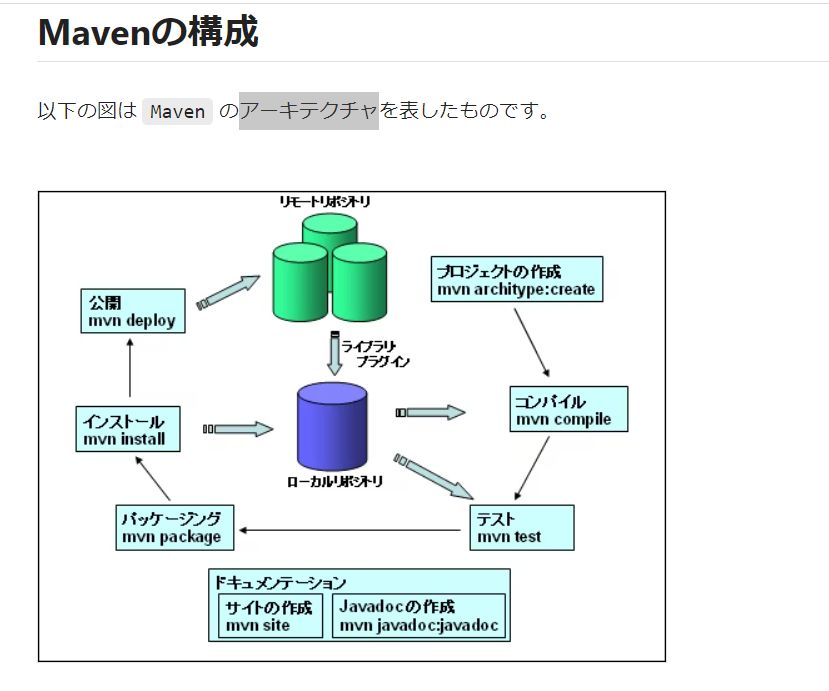 Mavenの構成
以下の図は Maven のアーキテクチャを表したものです。
リモートリポジトリ
プロジェクトの作成
mvn architype:create
公開
mvn deploy
ライブラリ
プラグイン
インストール
mvn install
コンパイル
mvn compile
ローカルリポジトリ
パッケージング
mvn package
テスト
mvn test
ドキュメンテーション
サイトの作成
mvn site
Javadocの作成
mvn javadoc:javadoc